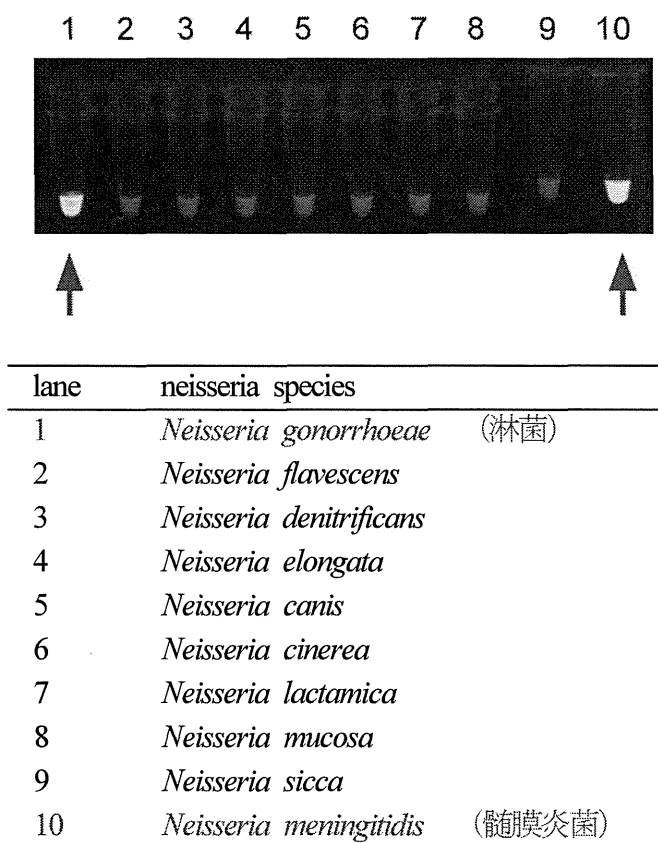 1 2 3 4 5 6 7 8 9 10
lane neisseria species
1 Neisseria gonorrhoeae (淋菌)
2 Neisseria flavescens
3 Neisseria denitrificans
4 Neisseria elongata
5 Neisseria canis
6 Neisseria cinerea
7 Neisseria lactamica
8 Neisseria mucosa
9 Neisseria sicca
10 Neisseria meningitidis (髄膜炎菌)